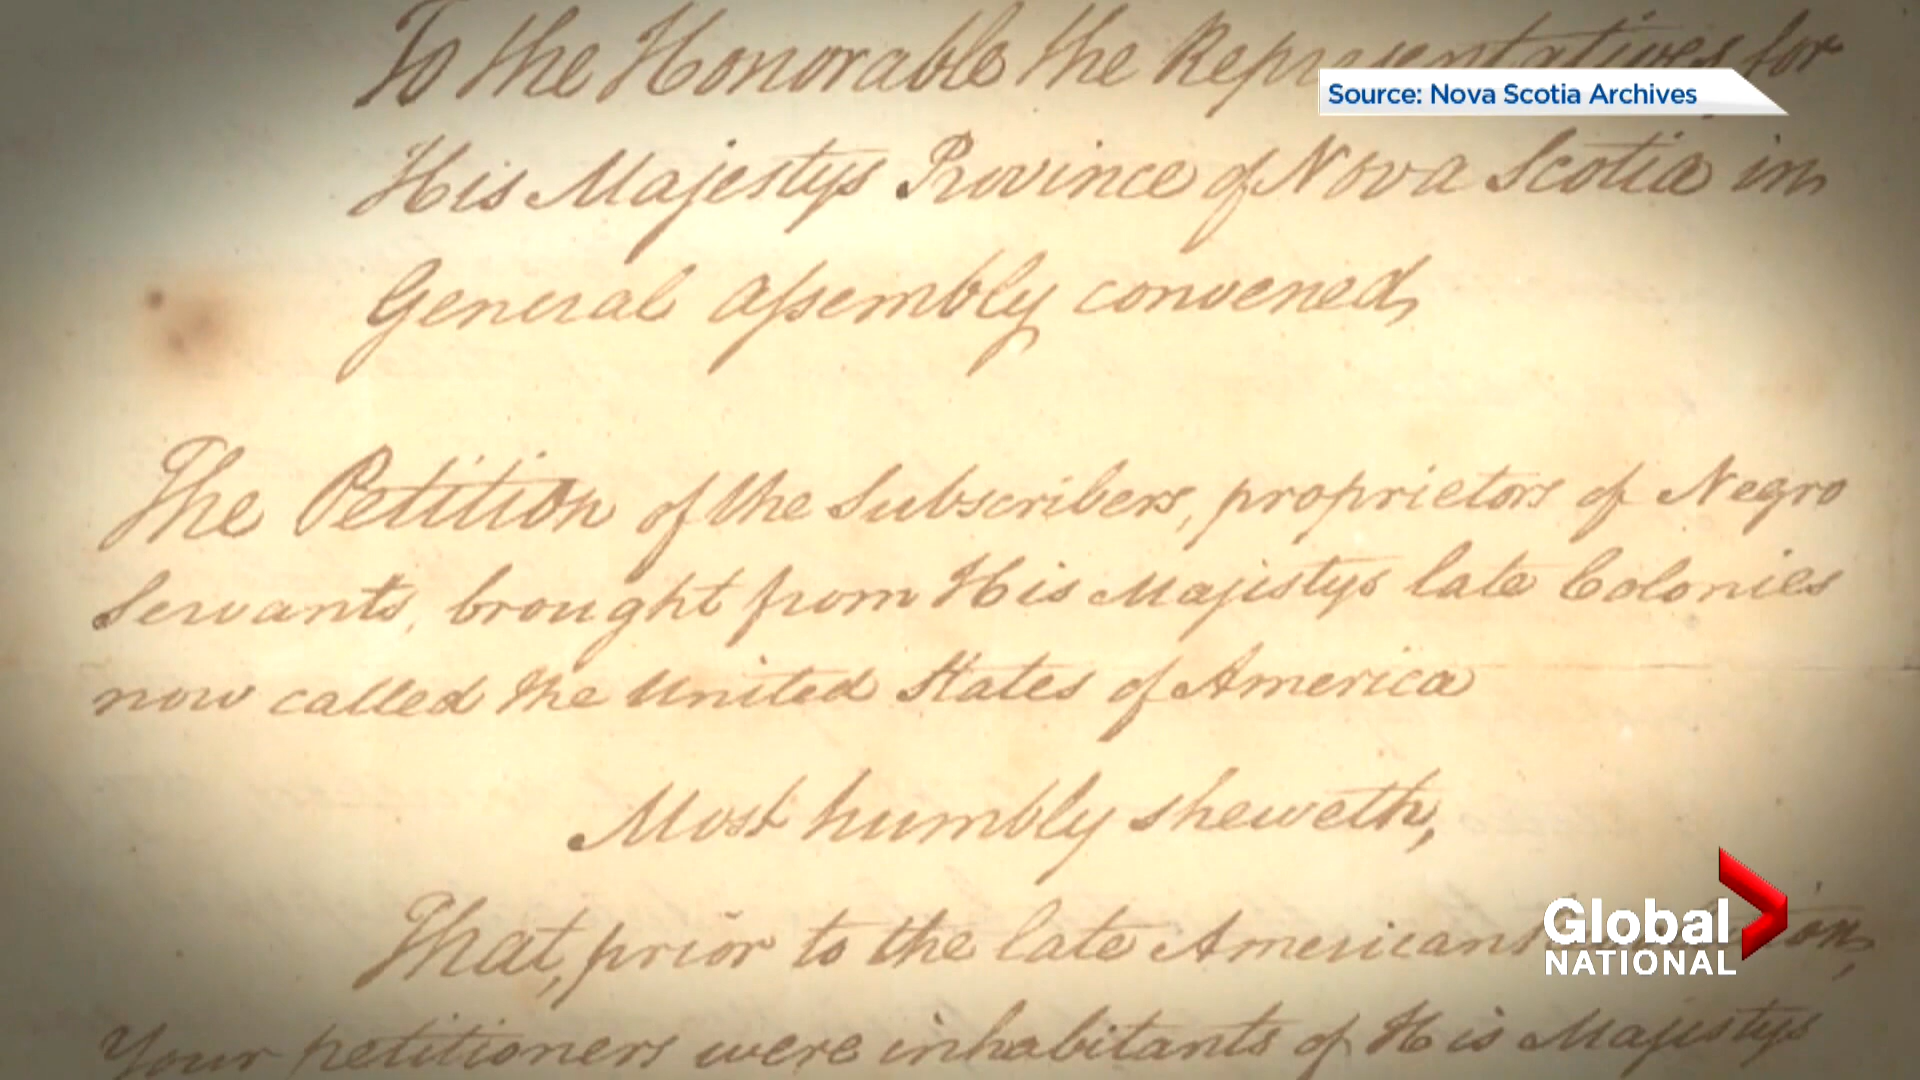 To the Honorable the Representatives for
Source: Nova Scotia Archives
His Majestys Province of Nova Scotia in
General Assembly convened,
The Petition of the Subscribers, proprietors of Negro
Servants, brought from His Majestys late Colonies
now called the United States of America
Most humbly sheweth,
That, prior to the late American
Global
NATIONAL
Your petitioners were inhabitants of His Majestys